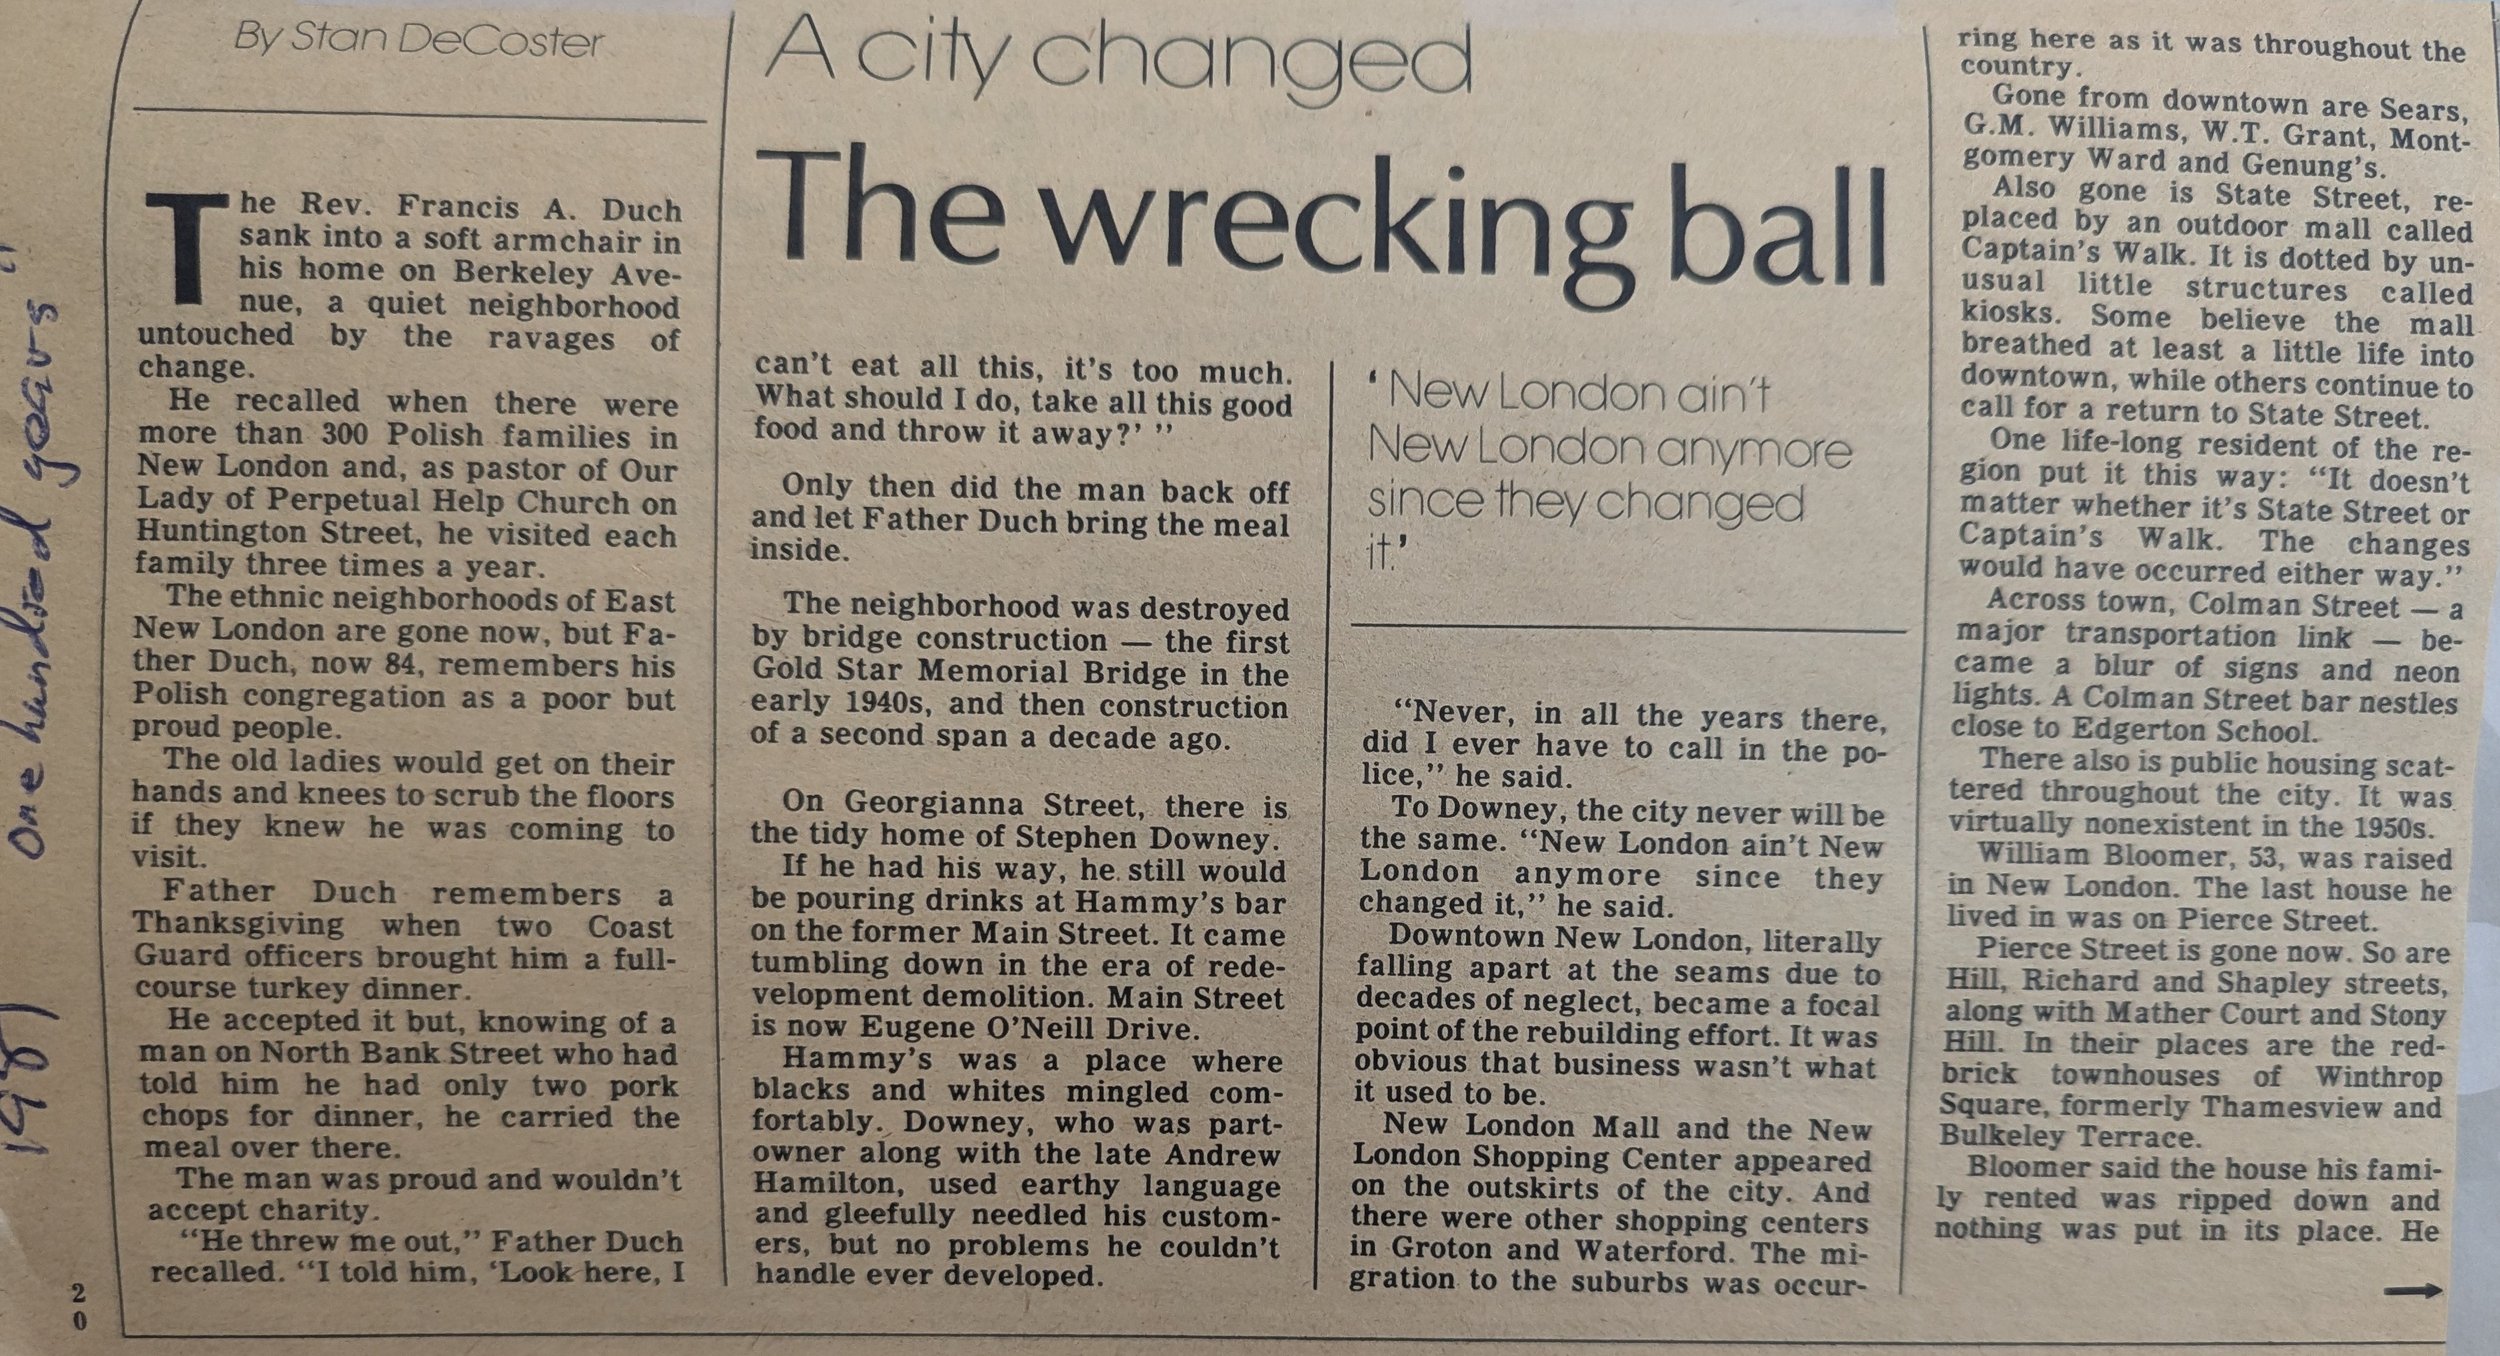 By Stan DeCoster
A city changed
The wrecking ball
The Rev. Francis A. Duch
sank into a soft armchair in
his home on Berkeley Ave-
nue, a quiet neighborhood
untouched by the ravages of
change.
He recalled when there were
more than 300 Polish families in
New London and, as pastor of Our
Lady of Perpetual Help Church on
Huntington Street, he visited each
family three times a year.
The ethnic neighborhoods of East
New London are gone now, but Fa-
ther Duch, now 84, remembers his
Polish congregation as a poor but
proud people.
The old ladies would get on their
hands and knees to scrub the floors
if they knew he was coming to
visit.
Father Duch remembers a
Thanksgiving when two Coast
Guard officers brought him a full-
course turkey dinner.
He accepted it but, knowing of a
man on North Bank Street who had
told him he had only two pork
chops for dinner, he carried the
meal over there.
The man was proud and wouldn't
accept charity.
"He threw me out," Father Duch
recalled. "I told him, 'Look here, I
can't eat all this, it's too much.
What should I do, take all this good
food and throw it away?' "
Only then did the man back off
and let Father Duch bring the meal
inside.
The neighborhood was destroyed
by bridge construction — the first
Gold Star Memorial Bridge in the
early 1940s, and then construction
of a second span a decade ago.
On Georgianna Street, there is
the tidy home of Stephen Downey.
If he had his way, he still would
be pouring drinks at Hammy's bar
on the former Main Street. It came
tumbling down in the era of rede-
velopment demolition. Main Street
is now Eugene O'Neill Drive.
Hammy's was a place where
blacks and whites mingled com-
fortably. Downey, who was part-
owner along with the late Andrew
Hamilton, used earthy language
and gleefully needled his custom-
ers, but no problems he couldn't
handle ever developed.
'New London ain't
New London anymore
since they changed
it.'
"Never, in all the years there,
did I ever have to call in the po-
lice," he said.
To Downey, the city never will be
the same. "New London ain't New
London anymore since they
changed it," he said.
Downtown New London, literally
falling apart at the seams due to
decades of neglect, became a focal
point of the rebuilding effort. It was
obvious that business wasn't what
it used to be.
New London Mall and the New
London Shopping Center appeared
on the outskirts of the city. And
there were other shopping centers
in Groton and Waterford. The mi-
gration to the suburbs was occur-
ring here as it was throughout the
country.
Gone from downtown are Sears,
G.M. Williams, W.T. Grant, Mont-
gomery Ward and Genung's.
Also gone is State Street, re-
placed by an outdoor mall called
Captain's Walk. It is dotted by un-
usual little structures called
kiosks. Some believe the mall
breathed at least a little life into
downtown, while others continue to
call for a return to State Street.
One life-long resident of the re-
gion put it this way: "It doesn't
matter whether it's State Street or
Captain's Walk. The changes
would have occurred either way."
Across town, Colman Street — a
major transportation link — be-
came a blur of signs and neon
lights. A Colman Street bar nestles
close to Edgerton School.
There also is public housing scat-
tered throughout the city. It was
virtually nonexistent in the 1950s.
William Bloomer, 53, was raised
in New London. The last house he
lived in was on Pierce Street.
Pierce Street is gone now. So are
Hill, Richard and Shapley streets,
along with Mather Court and Stony
Hill. In their places are the red-
brick townhouses of Winthrop
Square, formerly Thamesview and
Bulkeley Terrace.
Bloomer said the house his fami-
ly rented was ripped down and
nothing was put in its place. He
1981 one hundred years"
20